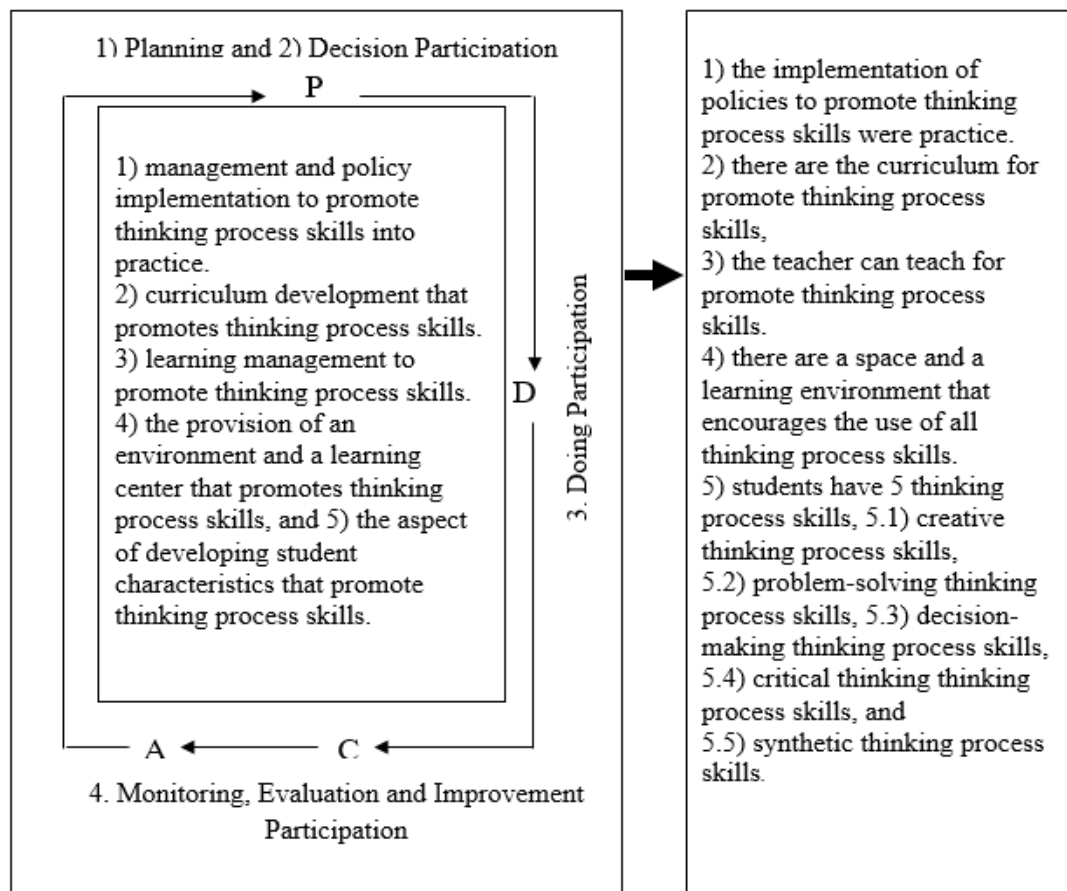 1) Planning and 2) Decision Participation
P
1) management and policy
implementation to promote
thinking process skills into
practice.
2) curriculum development that
promotes thinking process skills.
3) learning management to
promote thinking process skills.
4) the provision of an
environment and a learning
center that promotes thinking
process skills, and 5) the aspect
of developing student
characteristics that promote
thinking process skills.
D
3. Doing Participation
A
C
4. Monitoring, Evaluation and Improvement
Participation
1) the implementation of
policies to promote thinking
process skills were practice.
2) there are the curriculum for
promote thinking process
skills,
3) the teacher can teach for
promote thinking process
skills.
4) there are a space and a
learning environment that
encourages the use of all
thinking process skills.
5) students have 5 thinking
process skills, 5.1) creative
thinking process skills,
5.2) problem-solving thinking
process skills, 5.3) decision-
making thinking process skills,
5.4) critical thinking thinking
process skills, and
5.5) synthetic thinking process
skills.